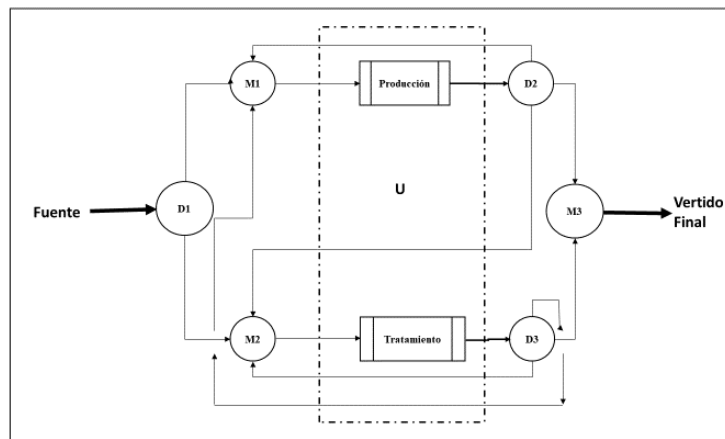 M1
Producción
D2
U
Fuente
D1
M3
Vertido
Final
M2
Tratamiento
D3